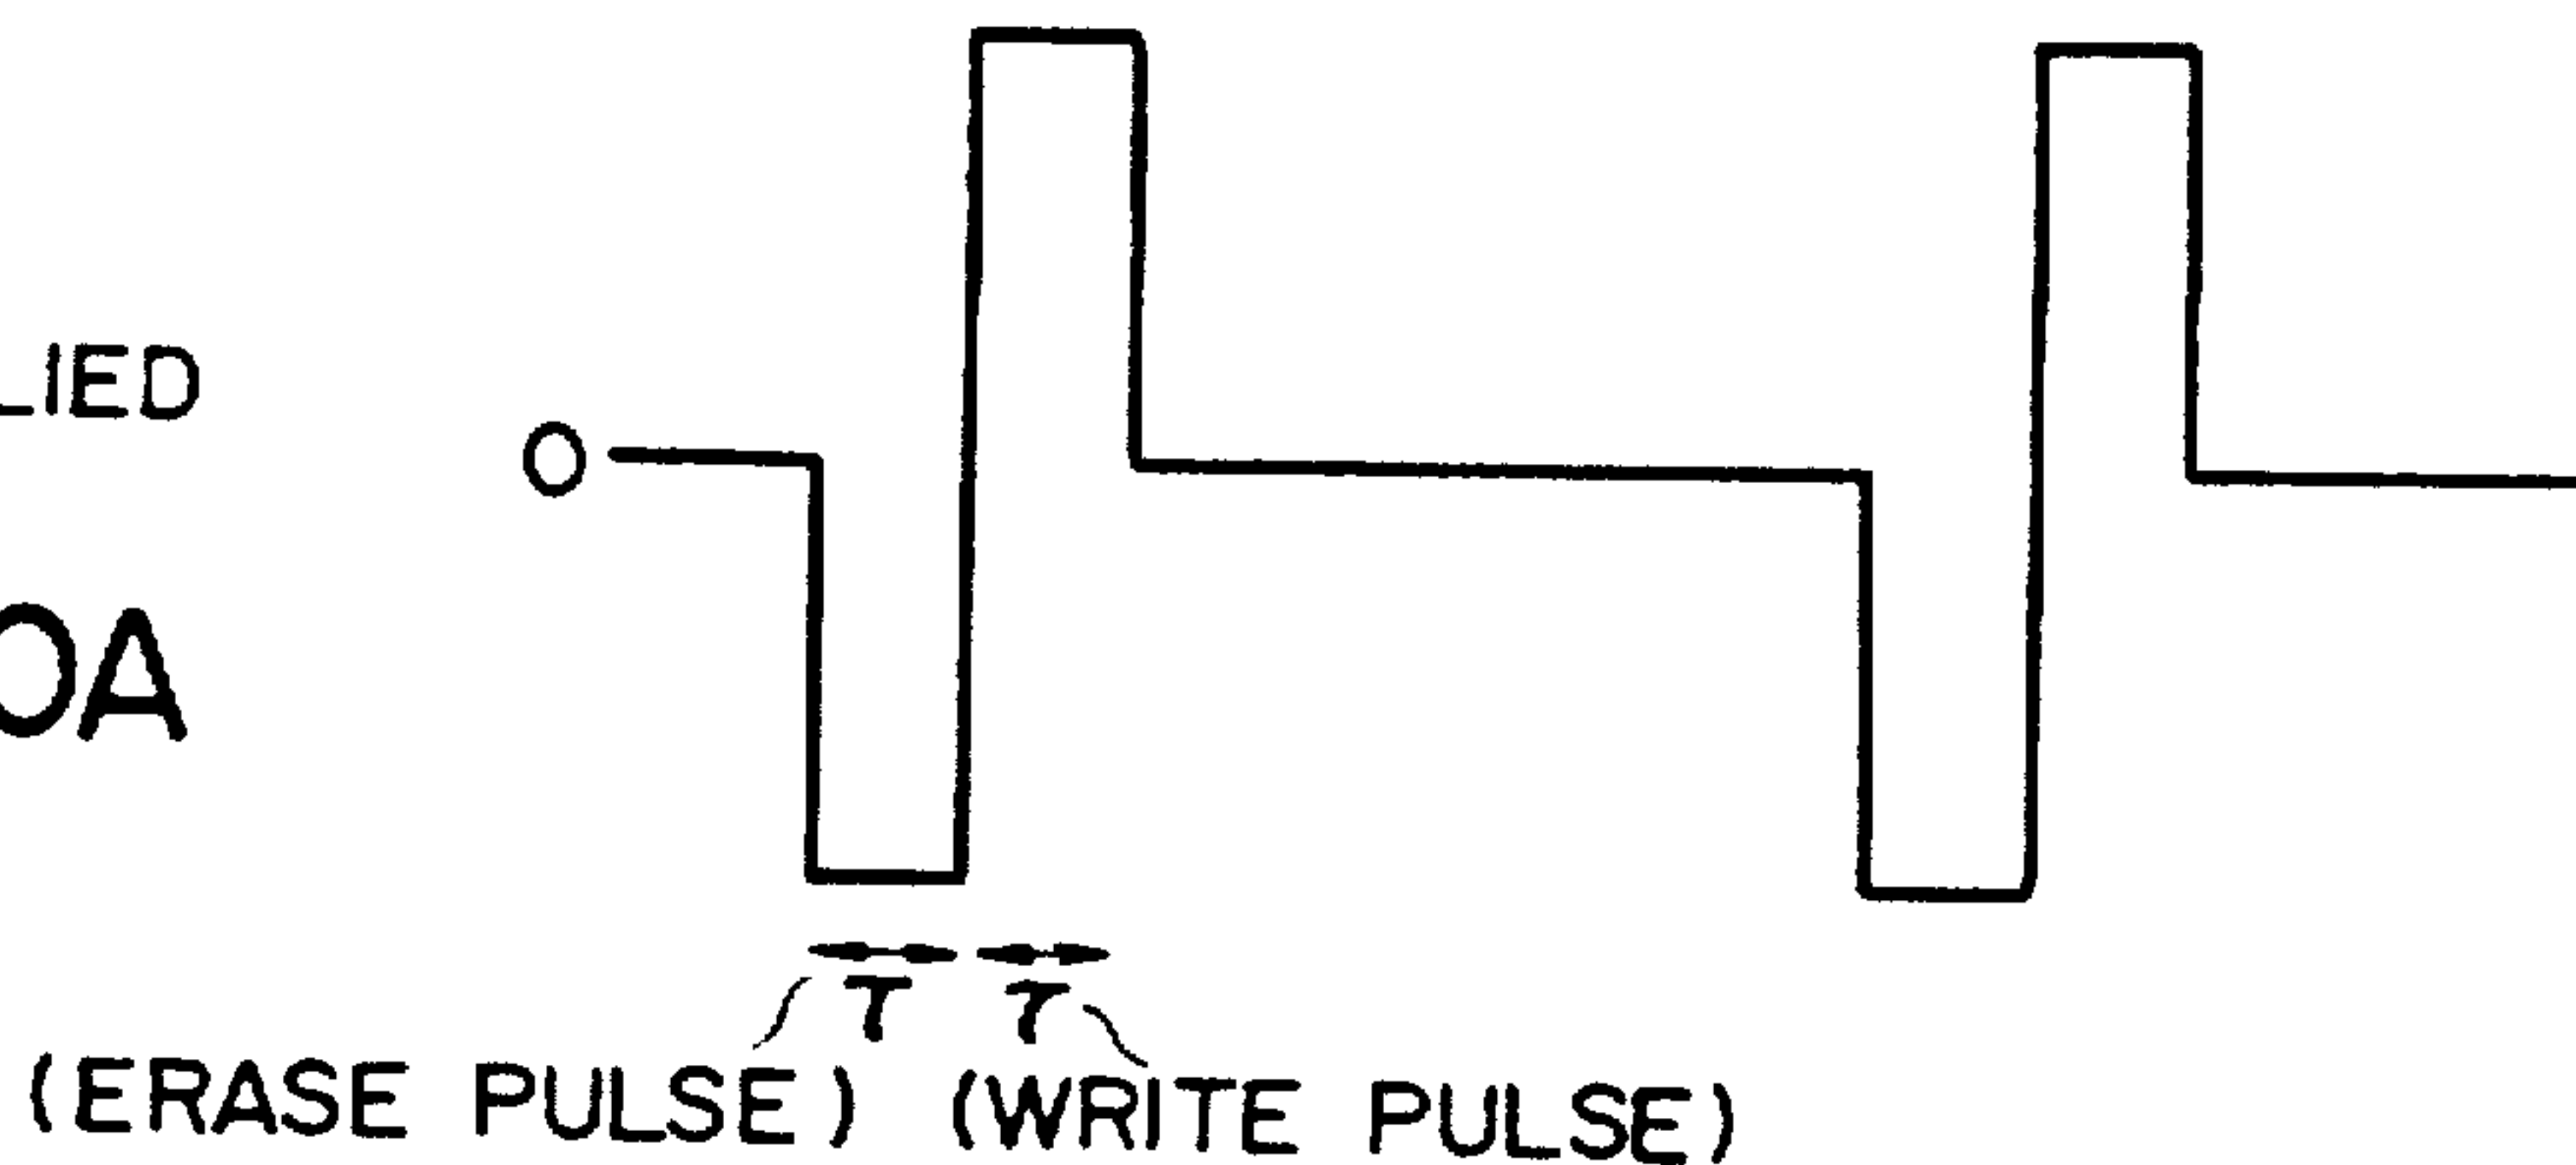 LIED
0
0A
τ τ
(ERASE PULSE) (WRITE PULSE)